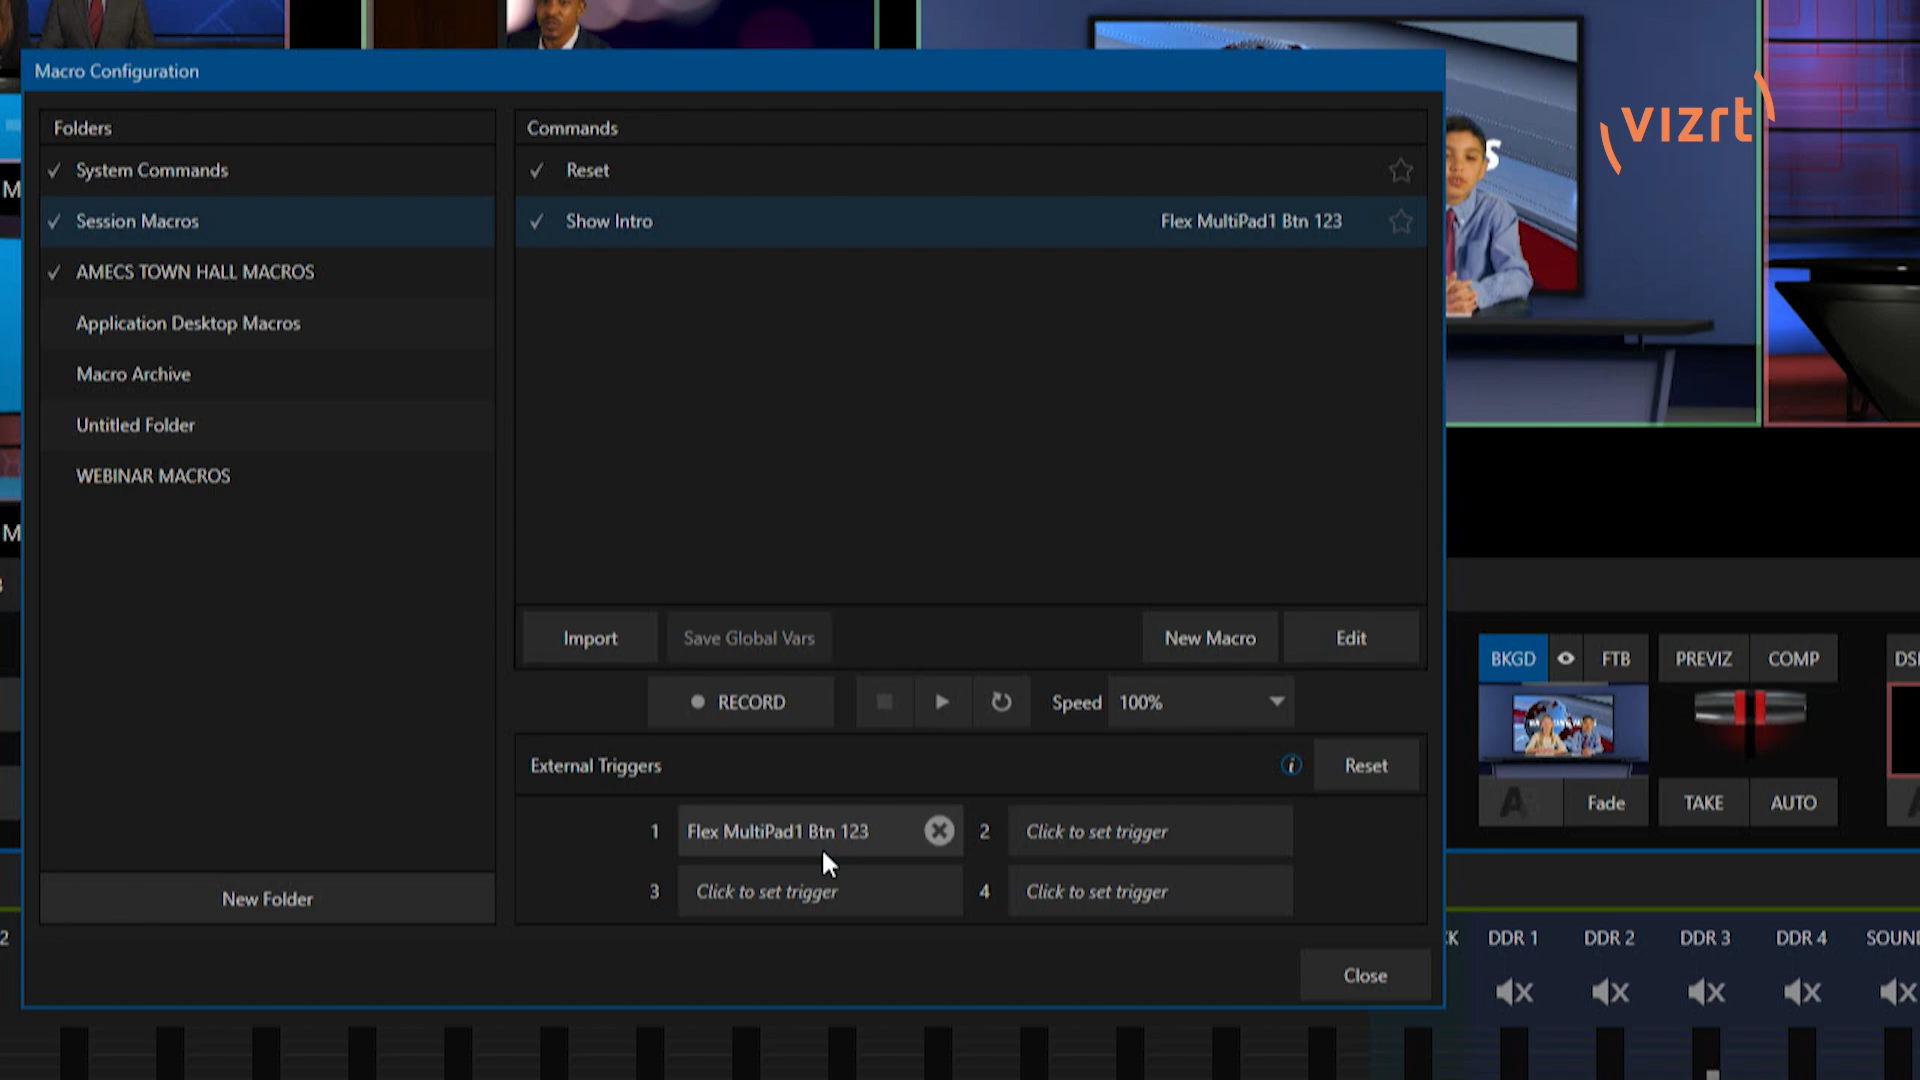 Macro Configuration
Folders
✓ System Commands
✓ Session Macros
✓ AMECS TOWN HALL MACROS
Application Desktop Macros
Macro Archive
Untitled Folder
WEBINAR MACROS
New Folder
Commands
✓ Reset
✓ Show Intro Flex MultiPad1 Btn 123
Import Save Global Vars New Macro Edit
RECORD Speed 100%
External Triggers i Reset
1 Flex MultiPad1 Btn 123 2 Click to set trigger
3 Click to set trigger 4 Click to set trigger
Close
vizrt
BKGD FTB PREVIZ COMP
Fade TAKE AUTO
DDR 1 DDR 2 DDR 3 DDR 4